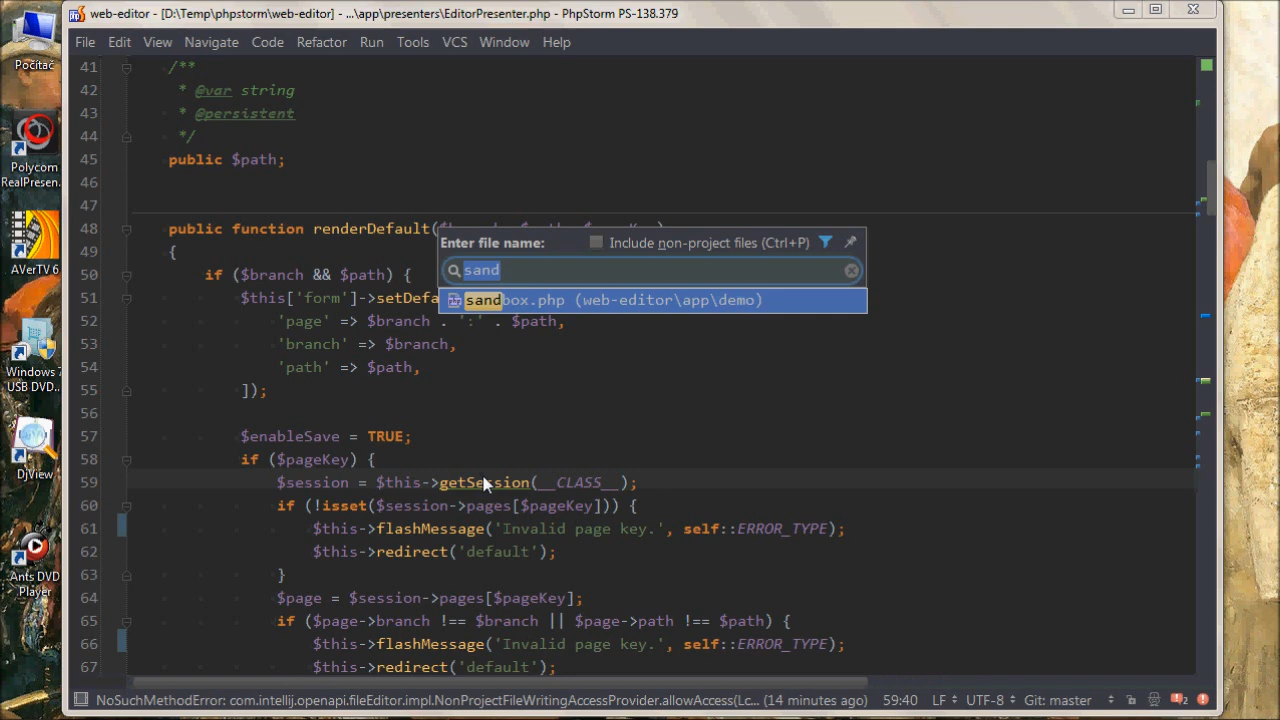 web-editor - [D:\Temp\phpstorm\web-editor] - ...\app\presenters\EditorPresenter.php - PhpStorm PS-138.379
File Edit View Navigate Code Refactor Run Tools VCS Window Help
Počítač
Polycom
RealPresen...
AVerTV 6
Windows 7
USB DVD...
DjVu
DjView
Ants DVD
Player
41 /**
42 * @var string
43 * @persistent
44 */
45 public $path;
46
47
48 public function renderDefault(
49 {
50 if ($branch && $path) {
51 $this['form']->setDefa
52 'page' => $branch . ':' . $path,
53 'branch' => $branch,
54 'path' => $path,
55 ]);
56
57 $enableSave = TRUE;
58 if ($pageKey) {
59 $session = $this->getSession(__CLASS__);
60 if (!isset($session->pages[$pageKey])) {
61 $this->flashMessage('Invalid page key.', self::ERROR_TYPE);
62 $this->redirect('default');
63 }
64 $page = $session->pages[$pageKey];
65 if ($page->branch !== $branch || $page->path !== $path) {
66 $this->flashMessage('Invalid page key.', self::ERROR_TYPE);
67 $this->redirect('default');
Enter file name: Include non-project files (Ctrl+P)
sand
sandbox.php (web-editor\app\demo)
NoSuchMethodError: com.intellij.openapi.fileEditor.impl.NonProjectFileWritingAccessProvider.allowAccess(Lc... (14 minutes ago) 59:40 LF UTF-8 Git: master 2